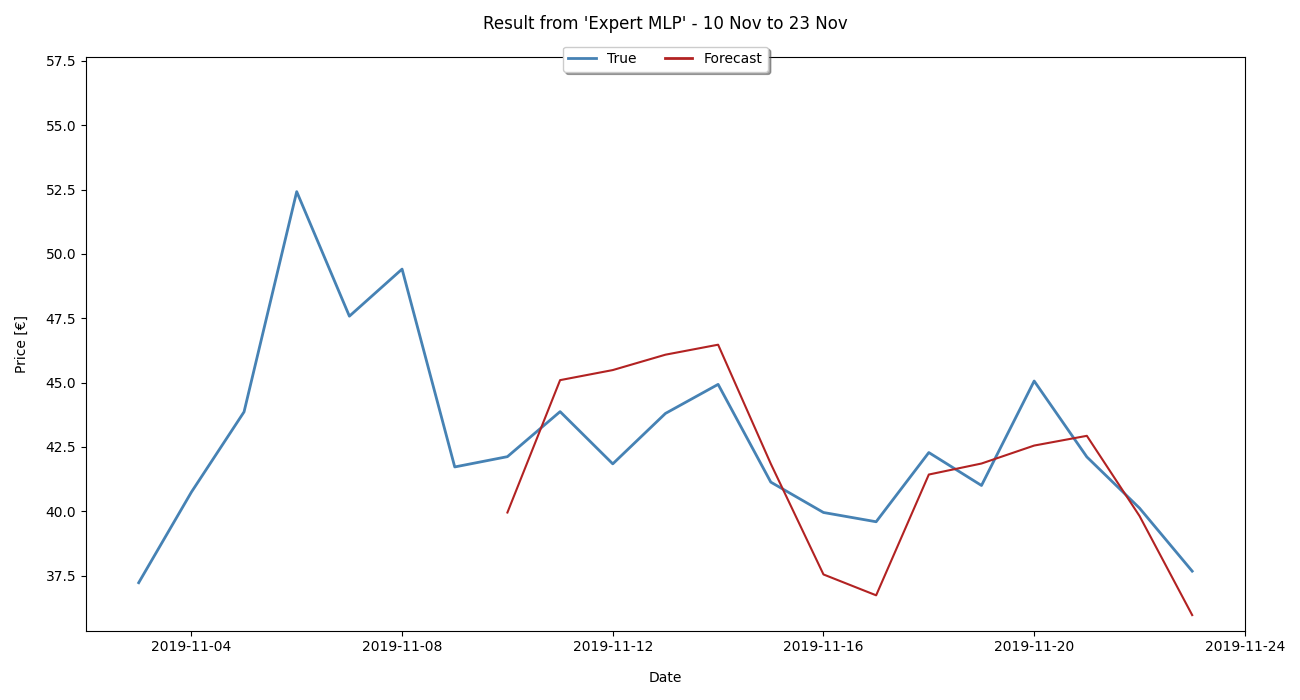 Result from 'Expert MLP' - 10 Nov to 23 Nov
True Forecast
57.5
55.0
52.5
50.0
47.5
45.0
42.5
40.0
37.5
Price [€]
2019-11-04 2019-11-08 2019-11-12 2019-11-16 2019-11-20 2019-11-24
Date